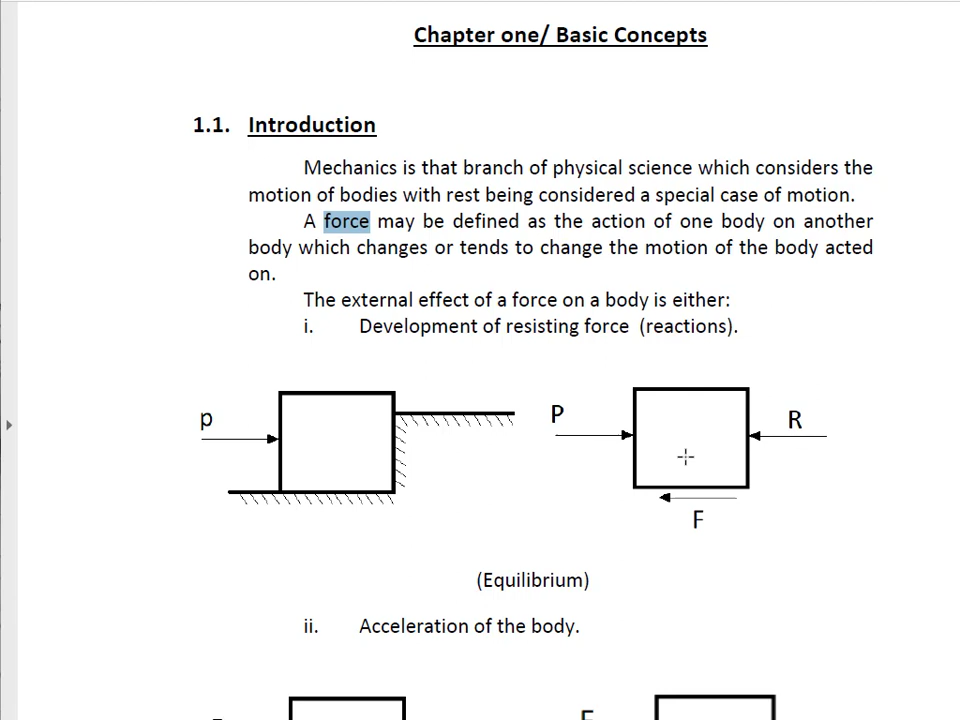 Chapter one/ Basic Concepts
1.1. Introduction
Mechanics is that branch of physical science which considers the
motion of bodies with rest being considered a special case of motion.
A force may be defined as the action of one body on another
body which changes or tends to change the motion of the body acted
on.
The external effect of a force on a body is either:
i. Development of resisting force (reactions).
p
P
R
F
(Equilibrium)
ii. Acceleration of the body.